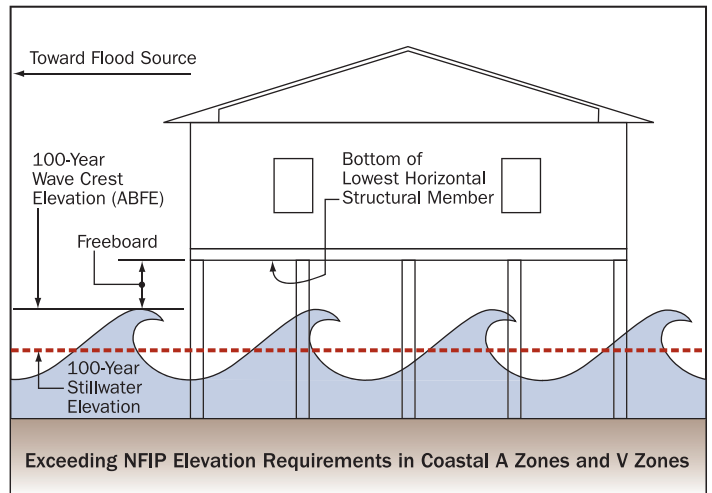 Toward Flood Source
100-Year
Wave Crest
Elevation (ABFE)
Bottom of
Lowest Horizontal
Structural Member
Freeboard
100-Year
Stillwater
Elevation
Exceeding NFIP Elevation Requirements in Coastal A Zones and V Zones